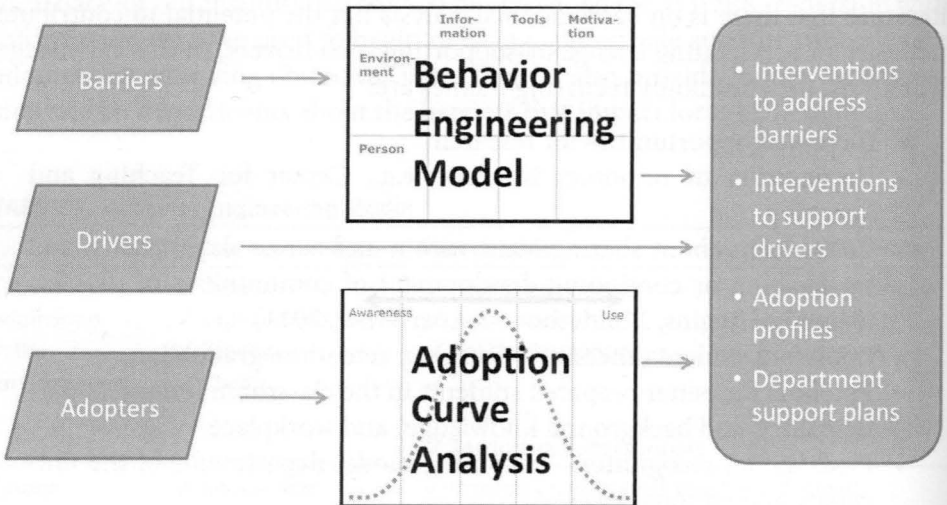 Barriers
Drivers
Adopters
Infor-
mation
Tools
Motiva-
tion
Environ-
ment
Person
Behavior
Engineering
Model
Awareness
Use
Adoption
Curve
Analysis
• Interventions
to address
barriers
• Interventions
to support
drivers
• Adoption
profiles
• Department
support plans